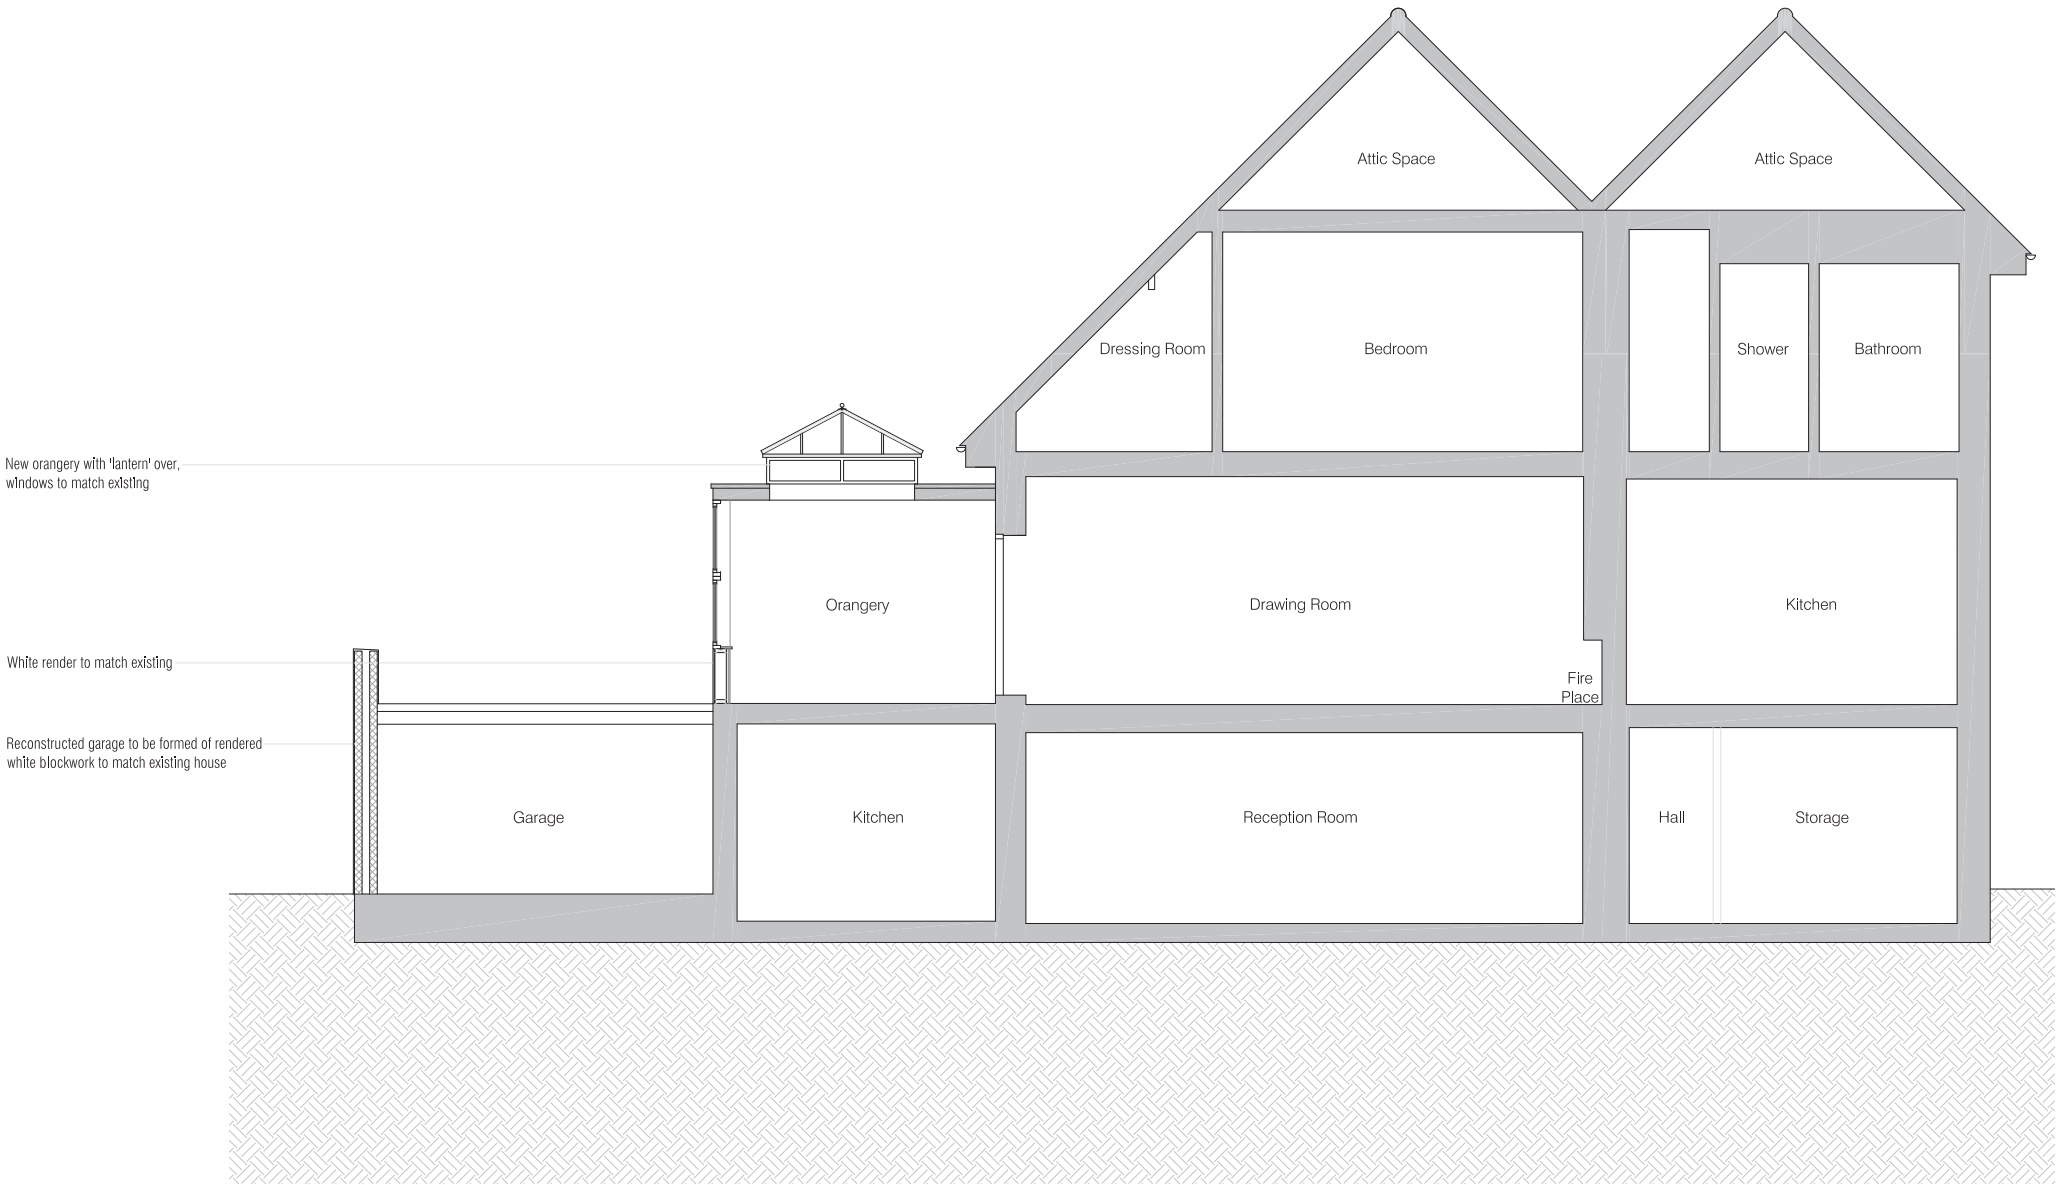 Attic Space
Attic Space
Dressing Room
Bedroom
Shower
Bathroom
New orangery with 'lantern' over,
windows to match existing
Orangery
Drawing Room
Kitchen
White render to match existing
Fire
Place
Reconstructed garage to be formed of rendered
white blockwork to match existing house
Garage
Kitchen
Reception Room
Hall
Storage